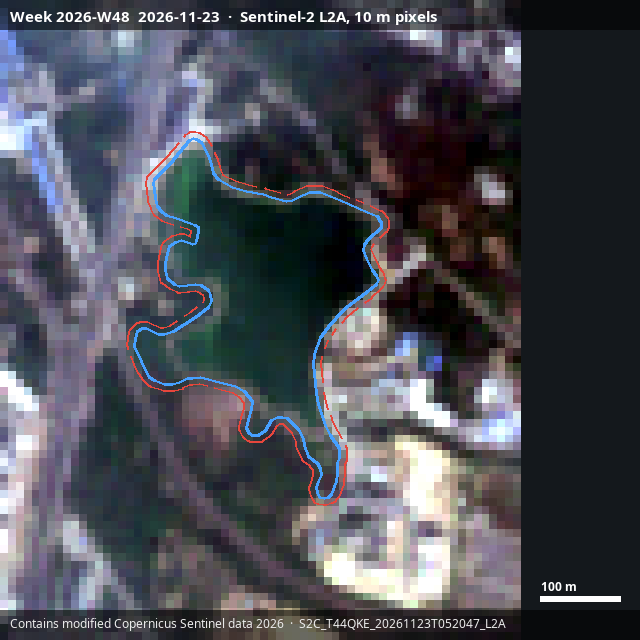 Week 2026-W48  2026-11-23  ·  Sentinel-2 L2A, 10 m pixels
100 m
Contains modified Copernicus Sentinel data 2026  ·  S2C_T44QKE_20261123T052047_L2A